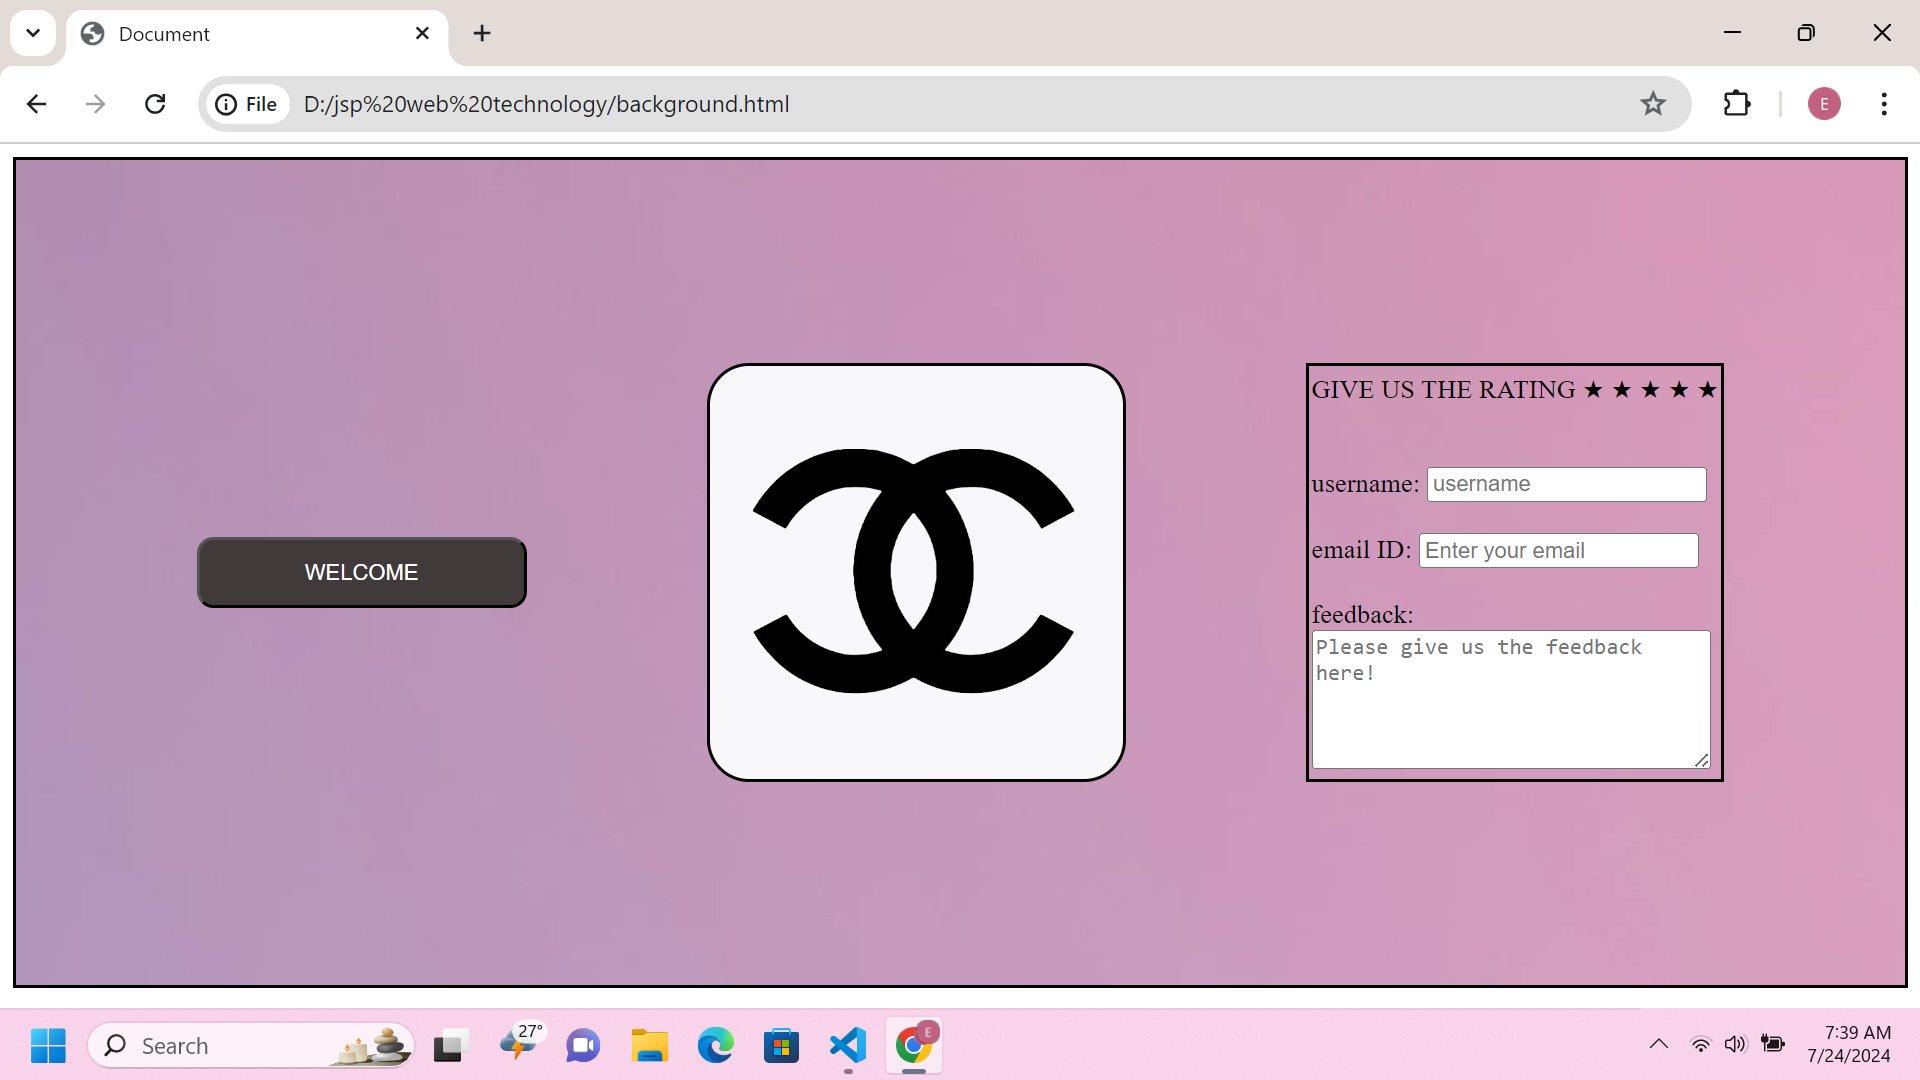 Document
File
D:/jsp%20web%20technology/background.html
E
WELCOME
GIVE US THE RATING ★ ★ ★ ★ ★
username: username
email ID: Enter your email
feedback:
Please give us the feedback
here!
Search
27°
E
7:39 AM
7/24/2024